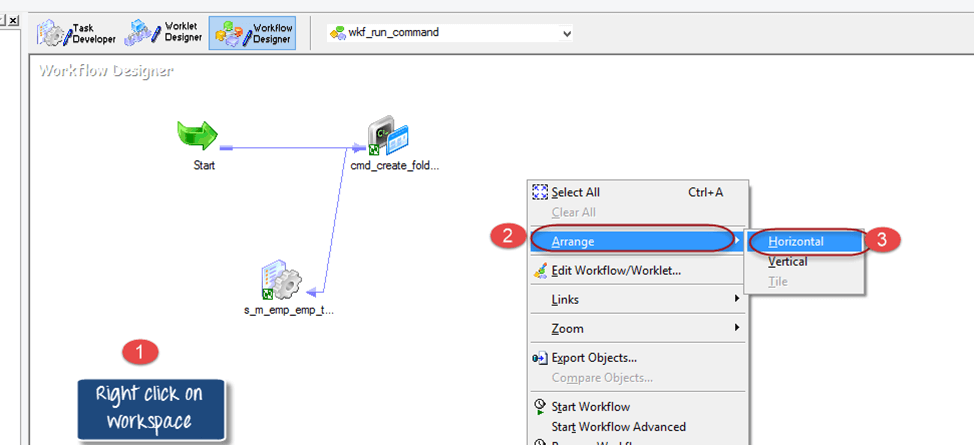 Task Developer
Worklet Designer
Workflow Designer
wkf_run_command
Workflow Designer
Start
cmd_create_fold...
s_m_emp_emp_t...
1
Right click on
workspace
Select All Ctrl+A
Clear All
2
Arrange
Horizontal
3
Vertical
Tile
Edit Workflow/Worklet...
Links
Zoom
Export Objects...
Compare Objects...
Start Workflow
Start Workflow Advanced